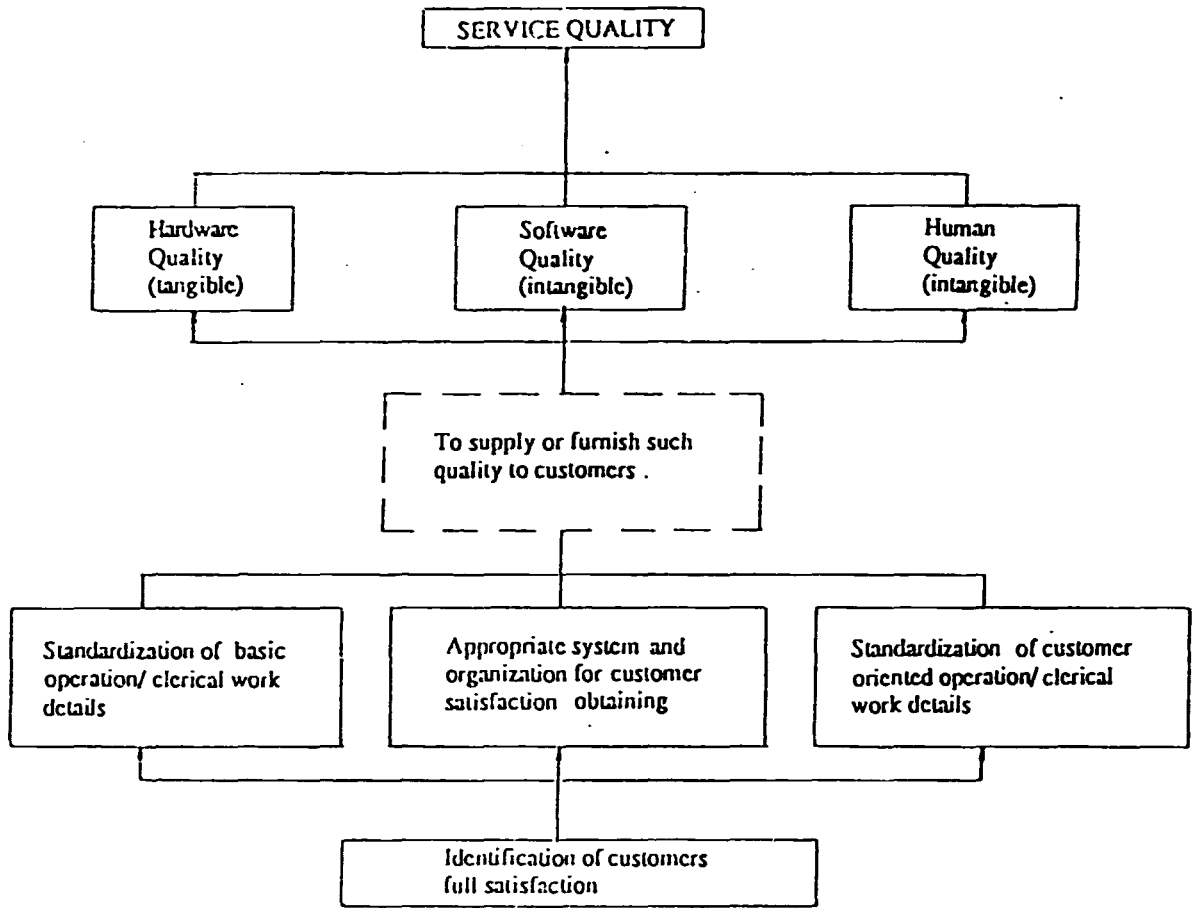 SERVICE QUALITY
Hardware
Quality
(tangible)
Software
Quality
(intangible)
Human
Quality
(intangible)
To supply or furnish such
quality to customers .
Standardization of basic
operation/ clerical work
details
Appropriate system and
organization for customer
satisfaction obtaining
Standardization of customer
oriented operation/ clerical
work details
Identification of customers
full satisfaction